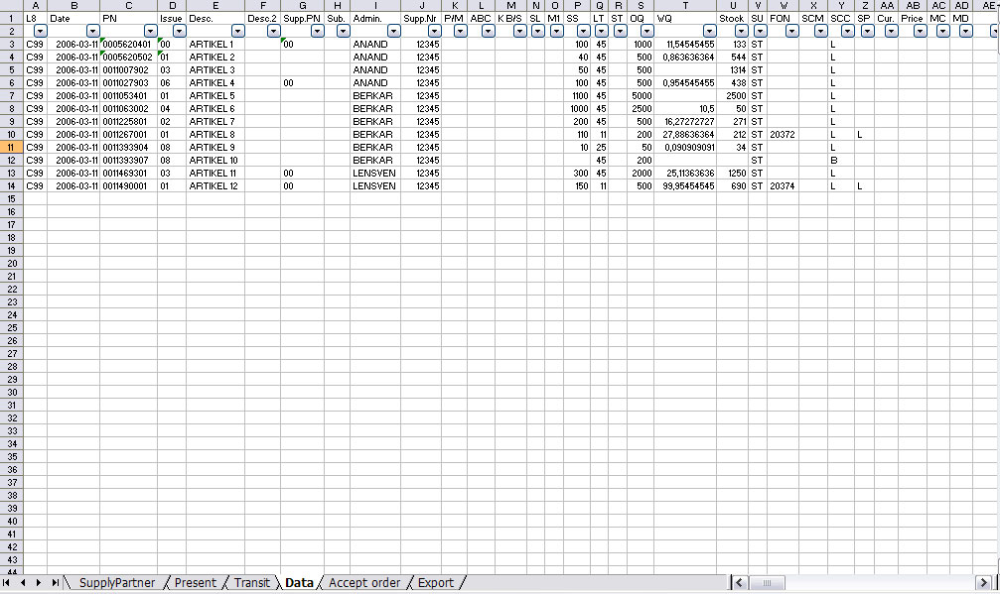 A B C D E F G H I J K L M N O P Q R S T U V W X Y Z AA AB AC AD AE
1 L8 Date PN Issue Desc. Desc.2 Supp.PN Sub. Admin. Supp.Nr P/M ABC K B/S SL M1 SS LT ST OQ WQ Stock SU FON SCM SCC SP Cur. Price MC MD
2
3 C99 2006-03-11 0005620401 00 ARTIKEL 1 00 ANAND 12345 100 45 1000 11,54545455 133 ST L
4 C99 2006-03-11 0005620502 01 ARTIKEL 2 ANAND 12345 40 45 500 0,863636364 544 ST L
5 C99 2006-03-11 0011007902 03 ARTIKEL 3 ANAND 12345 50 45 500 1314 ST L
6 C99 2006-03-11 0011027903 06 ARTIKEL 4 00 ANAND 12345 100 45 500 0,954545455 438 ST L
7 C99 2006-03-11 0011053401 01 ARTIKEL 5 BERKAR 12345 1100 45 5000 2500 ST L
8 C99 2006-03-11 0011063002 04 ARTIKEL 6 BERKAR 12345 1000 45 2500 10,5 50 ST L
9 C99 2006-03-11 0011225801 02 ARTIKEL 7 BERKAR 12345 200 45 500 16,27272727 271 ST L
10 C99 2006-03-11 0011267001 01 ARTIKEL 8 BERKAR 12345 110 11 200 27,88636364 212 ST 20372 L L
11 C99 2006-03-11 0011393904 08 ARTIKEL 9 BERKAR 12345 10 25 50 0,090909091 34 ST L
12 C99 2006-03-11 0011393907 08 ARTIKEL 10 BERKAR 12345 45 200 ST B
13 C99 2006-03-11 0011469301 03 ARTIKEL 11 00 LENSVEN 12345 300 45 2000 25,11363636 1250 ST L
14 C99 2006-03-11 0011490001 01 ARTIKEL 12 00 LENSVEN 12345 150 11 500 99,95454545 690 ST 20374 L L
15
16
17
18
19
20
21
22
23
24
25
26
27
28
29
30
31
32
33
34
35
36
37
38
39
40
41
42
43
44
SupplyPartner Present Transit Data Accept order Export